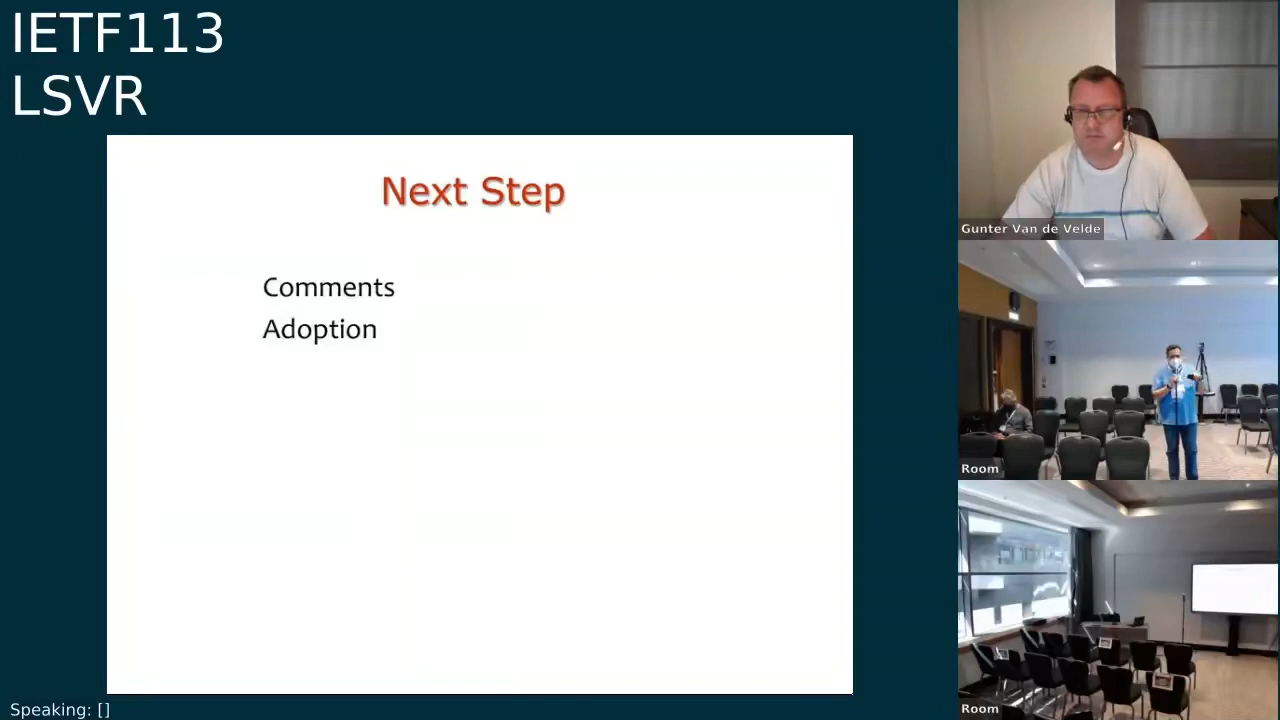 IETF113
LSVR
Next Step
Comments
Adoption
Gunter Van de Velde
Room
Room
Speaking: []